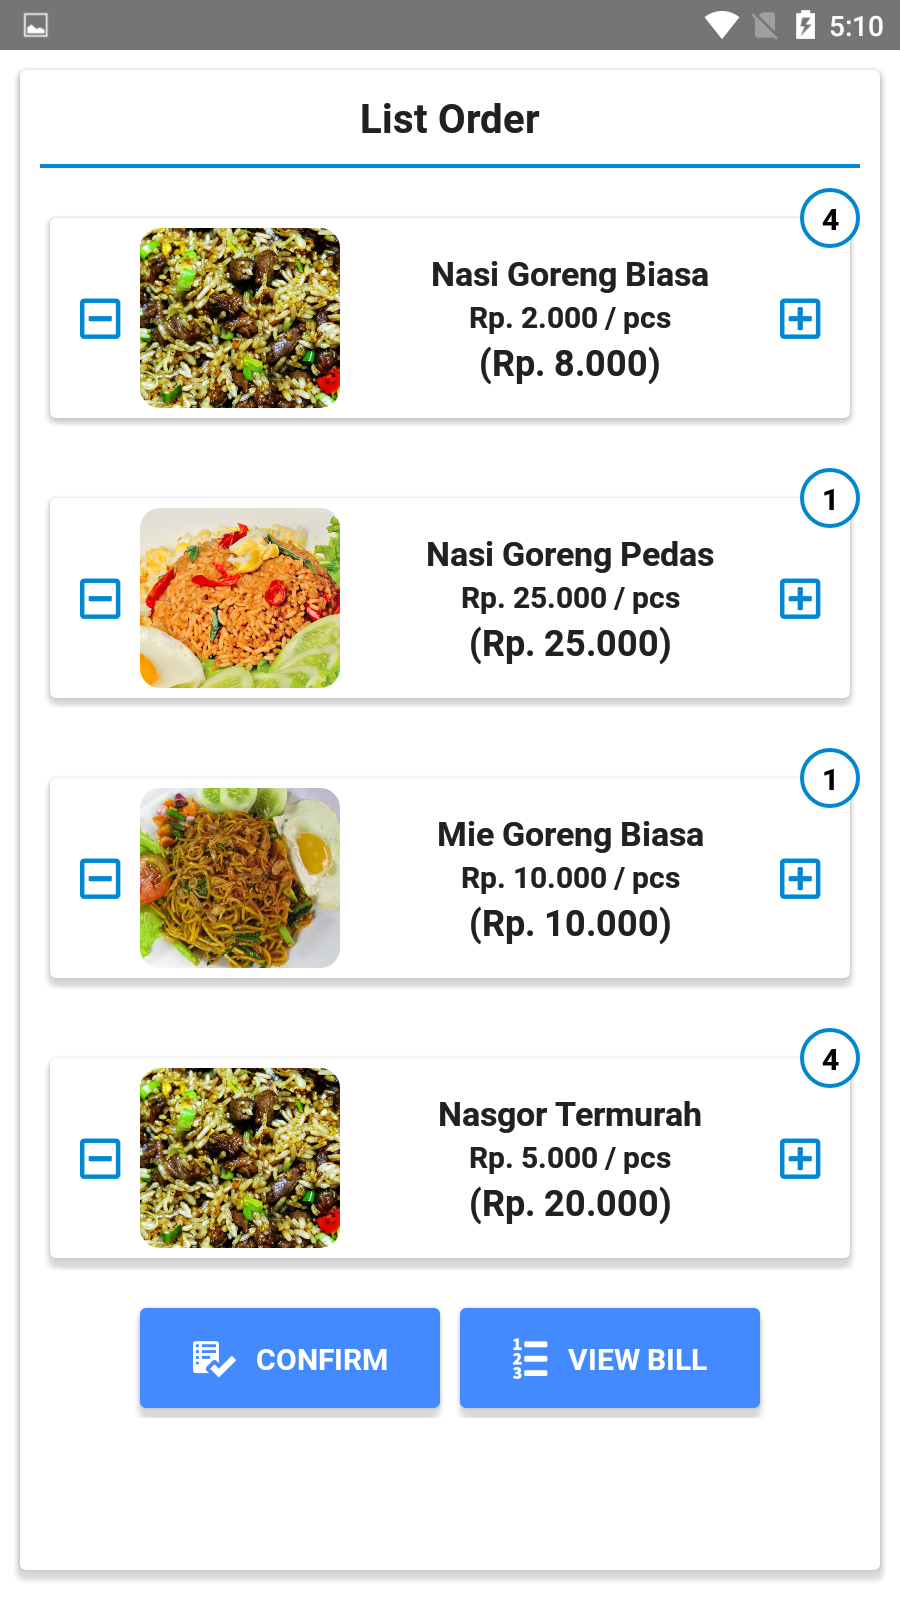 5:10
List Order
4
Nasi Goreng Biasa
Rp. 2.000 / pcs
(Rp. 8.000)
1
Nasi Goreng Pedas
Rp. 25.000 / pcs
(Rp. 25.000)
1
Mie Goreng Biasa
Rp. 10.000 / pcs
(Rp. 10.000)
4
Nasgor Termurah
Rp. 5.000 / pcs
(Rp. 20.000)
CONFIRM
VIEW BILL